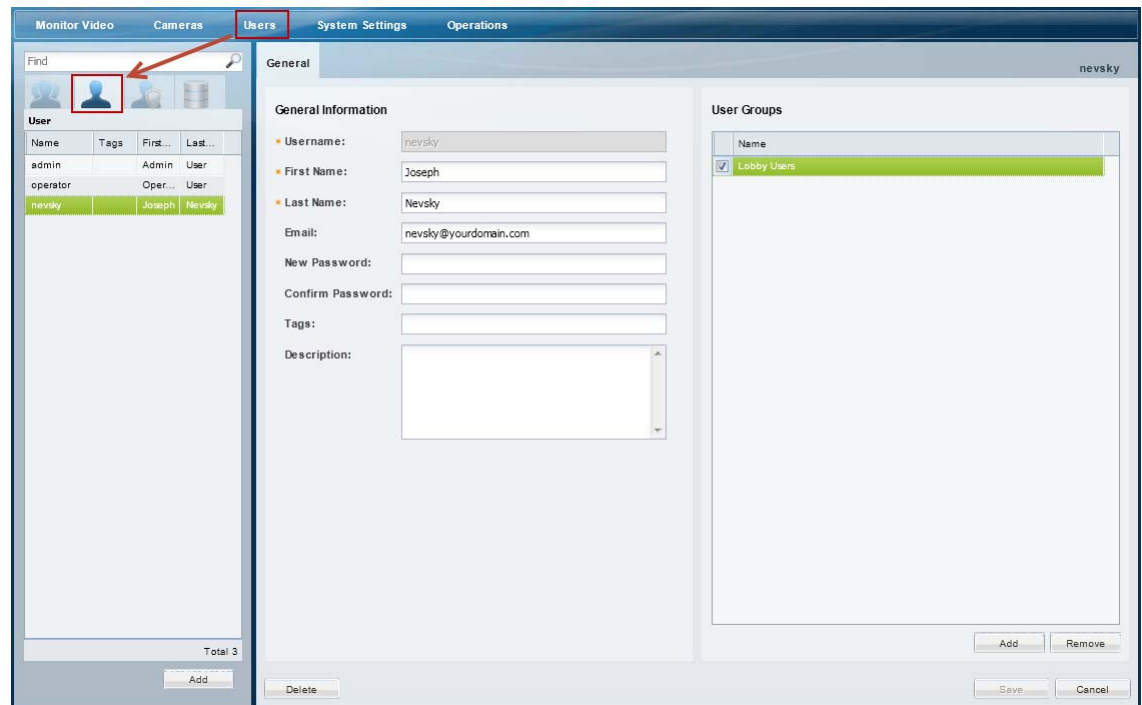 Monitor Video Cameras Users System Settings Operations
Find
User
Name Tags First... Last...
admin Admin User
operator Oper... User
nevsky Joseph Nevsky
Total 3
Add
General
nevsky
General Information
* Username: nevsky
* First Name: Joseph
* Last Name: Nevsky
Email: nevsky@yourdomain.com
New Password:
Confirm Password:
Tags:
Description:
Delete
User Groups
Name
Lobby Users
Add Remove
Save Cancel